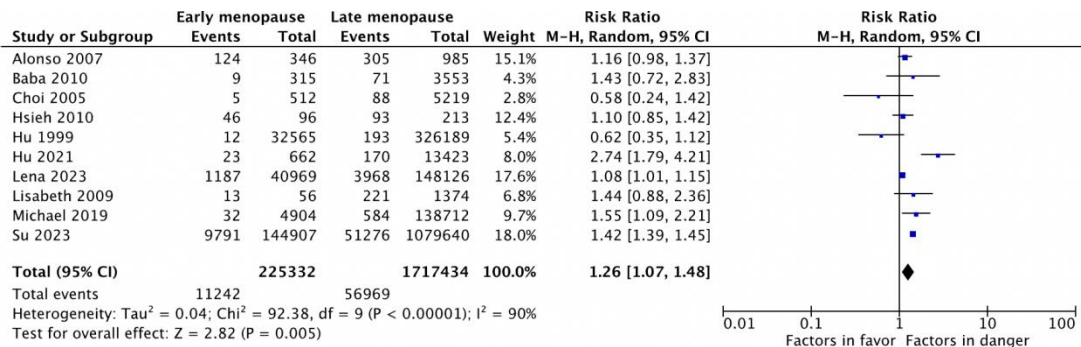 Early menopause Late menopause Risk Ratio Risk Ratio
Study or Subgroup Events Total Events Total Weight M-H, Random, 95% CI M-H, Random, 95% CI
Alonso 2007 124 346 305 985 15.1% 1.16 [0.98, 1.37]
Baba 2010 9 315 71 3553 4.3% 1.43 [0.72, 2.83]
Choi 2005 5 512 88 5219 2.8% 0.58 [0.24, 1.42]
Hsieh 2010 46 96 93 213 12.4% 1.10 [0.85, 1.42]
Hu 1999 12 32565 193 326189 5.4% 0.62 [0.35, 1.12]
Hu 2021 23 662 170 13423 8.0% 2.74 [1.79, 4.21]
Lena 2023 1187 40969 3968 148126 17.6% 1.08 [1.01, 1.15]
Lisabeth 2009 13 56 221 1374 6.8% 1.44 [0.88, 2.36]
Michael 2019 32 4904 584 138712 9.7% 1.55 [1.09, 2.21]
Su 2023 9791 144907 51276 1079640 18.0% 1.42 [1.39, 1.45]
Total (95% CI) 225332 1717434 100.0% 1.26 [1.07, 1.48]
Total events 11242 56969
Heterogeneity: Tau² = 0.04; Chi² = 92.38, df = 9 (P < 0.00001); I² = 90%
Test for overall effect: Z = 2.82 (P = 0.005)
0.01 0.1 1 10 100
Factors in favor Factors in danger